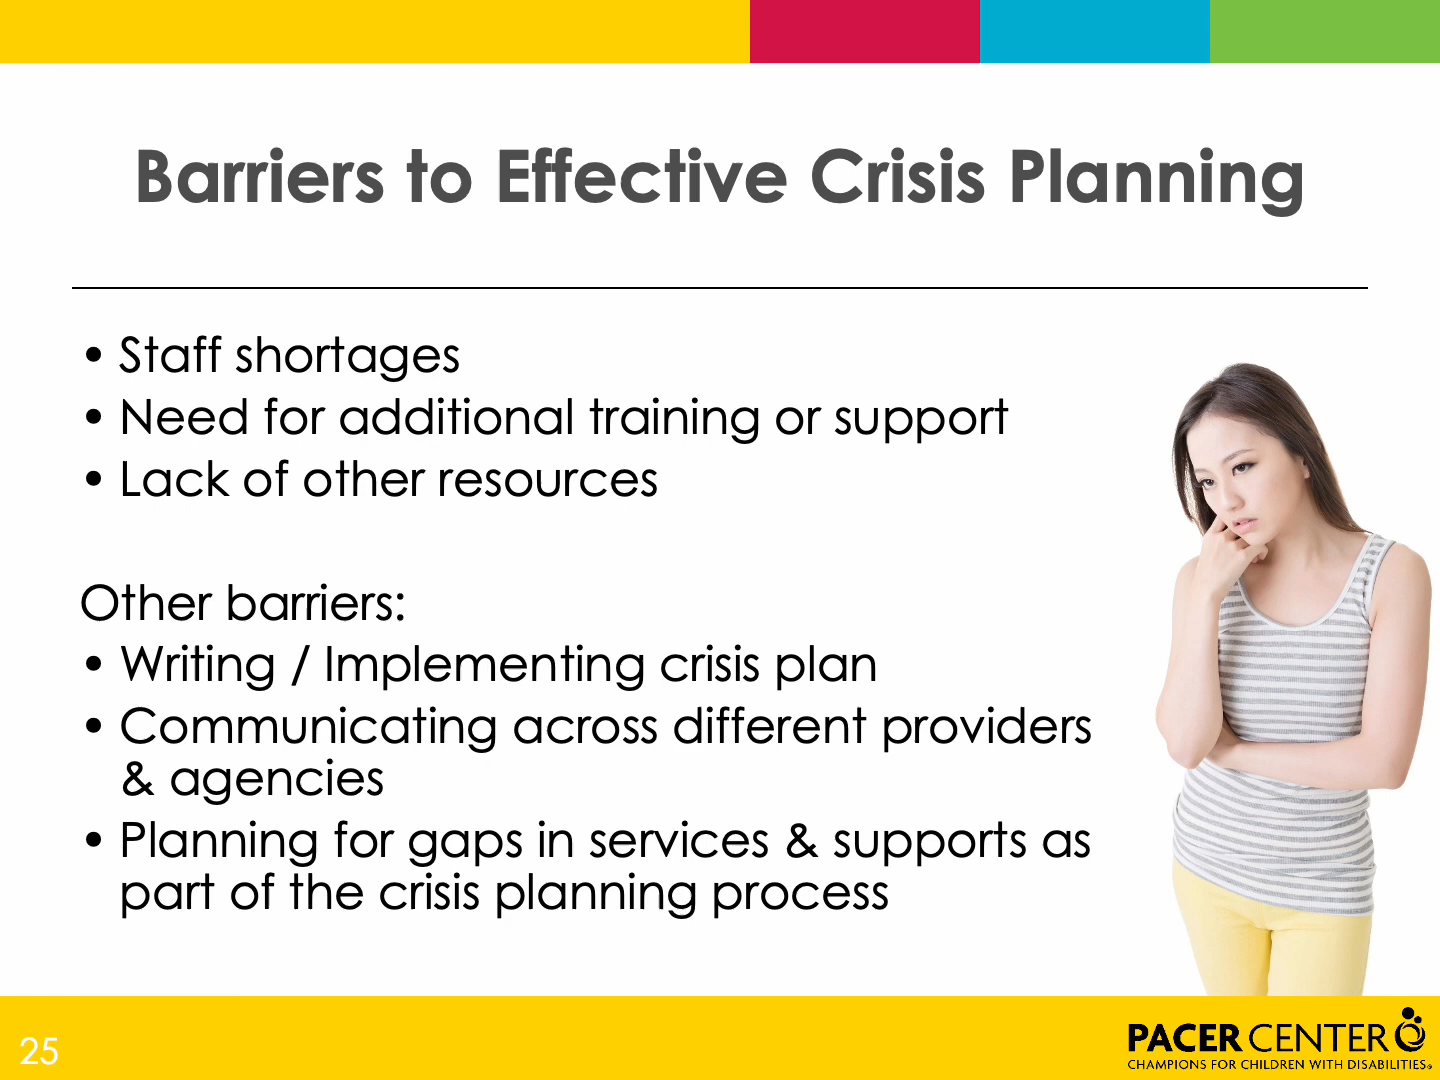 Barriers to Effective Crisis Planning
• Staff shortages
• Need for additional training or support
• Lack of other resources
Other barriers:
• Writing / Implementing crisis plan
• Communicating across different providers
& agencies
• Planning for gaps in services & supports as
part of the crisis planning process
25
PACER CENTER
CHAMPIONS FOR CHILDREN WITH DISABILITIES®